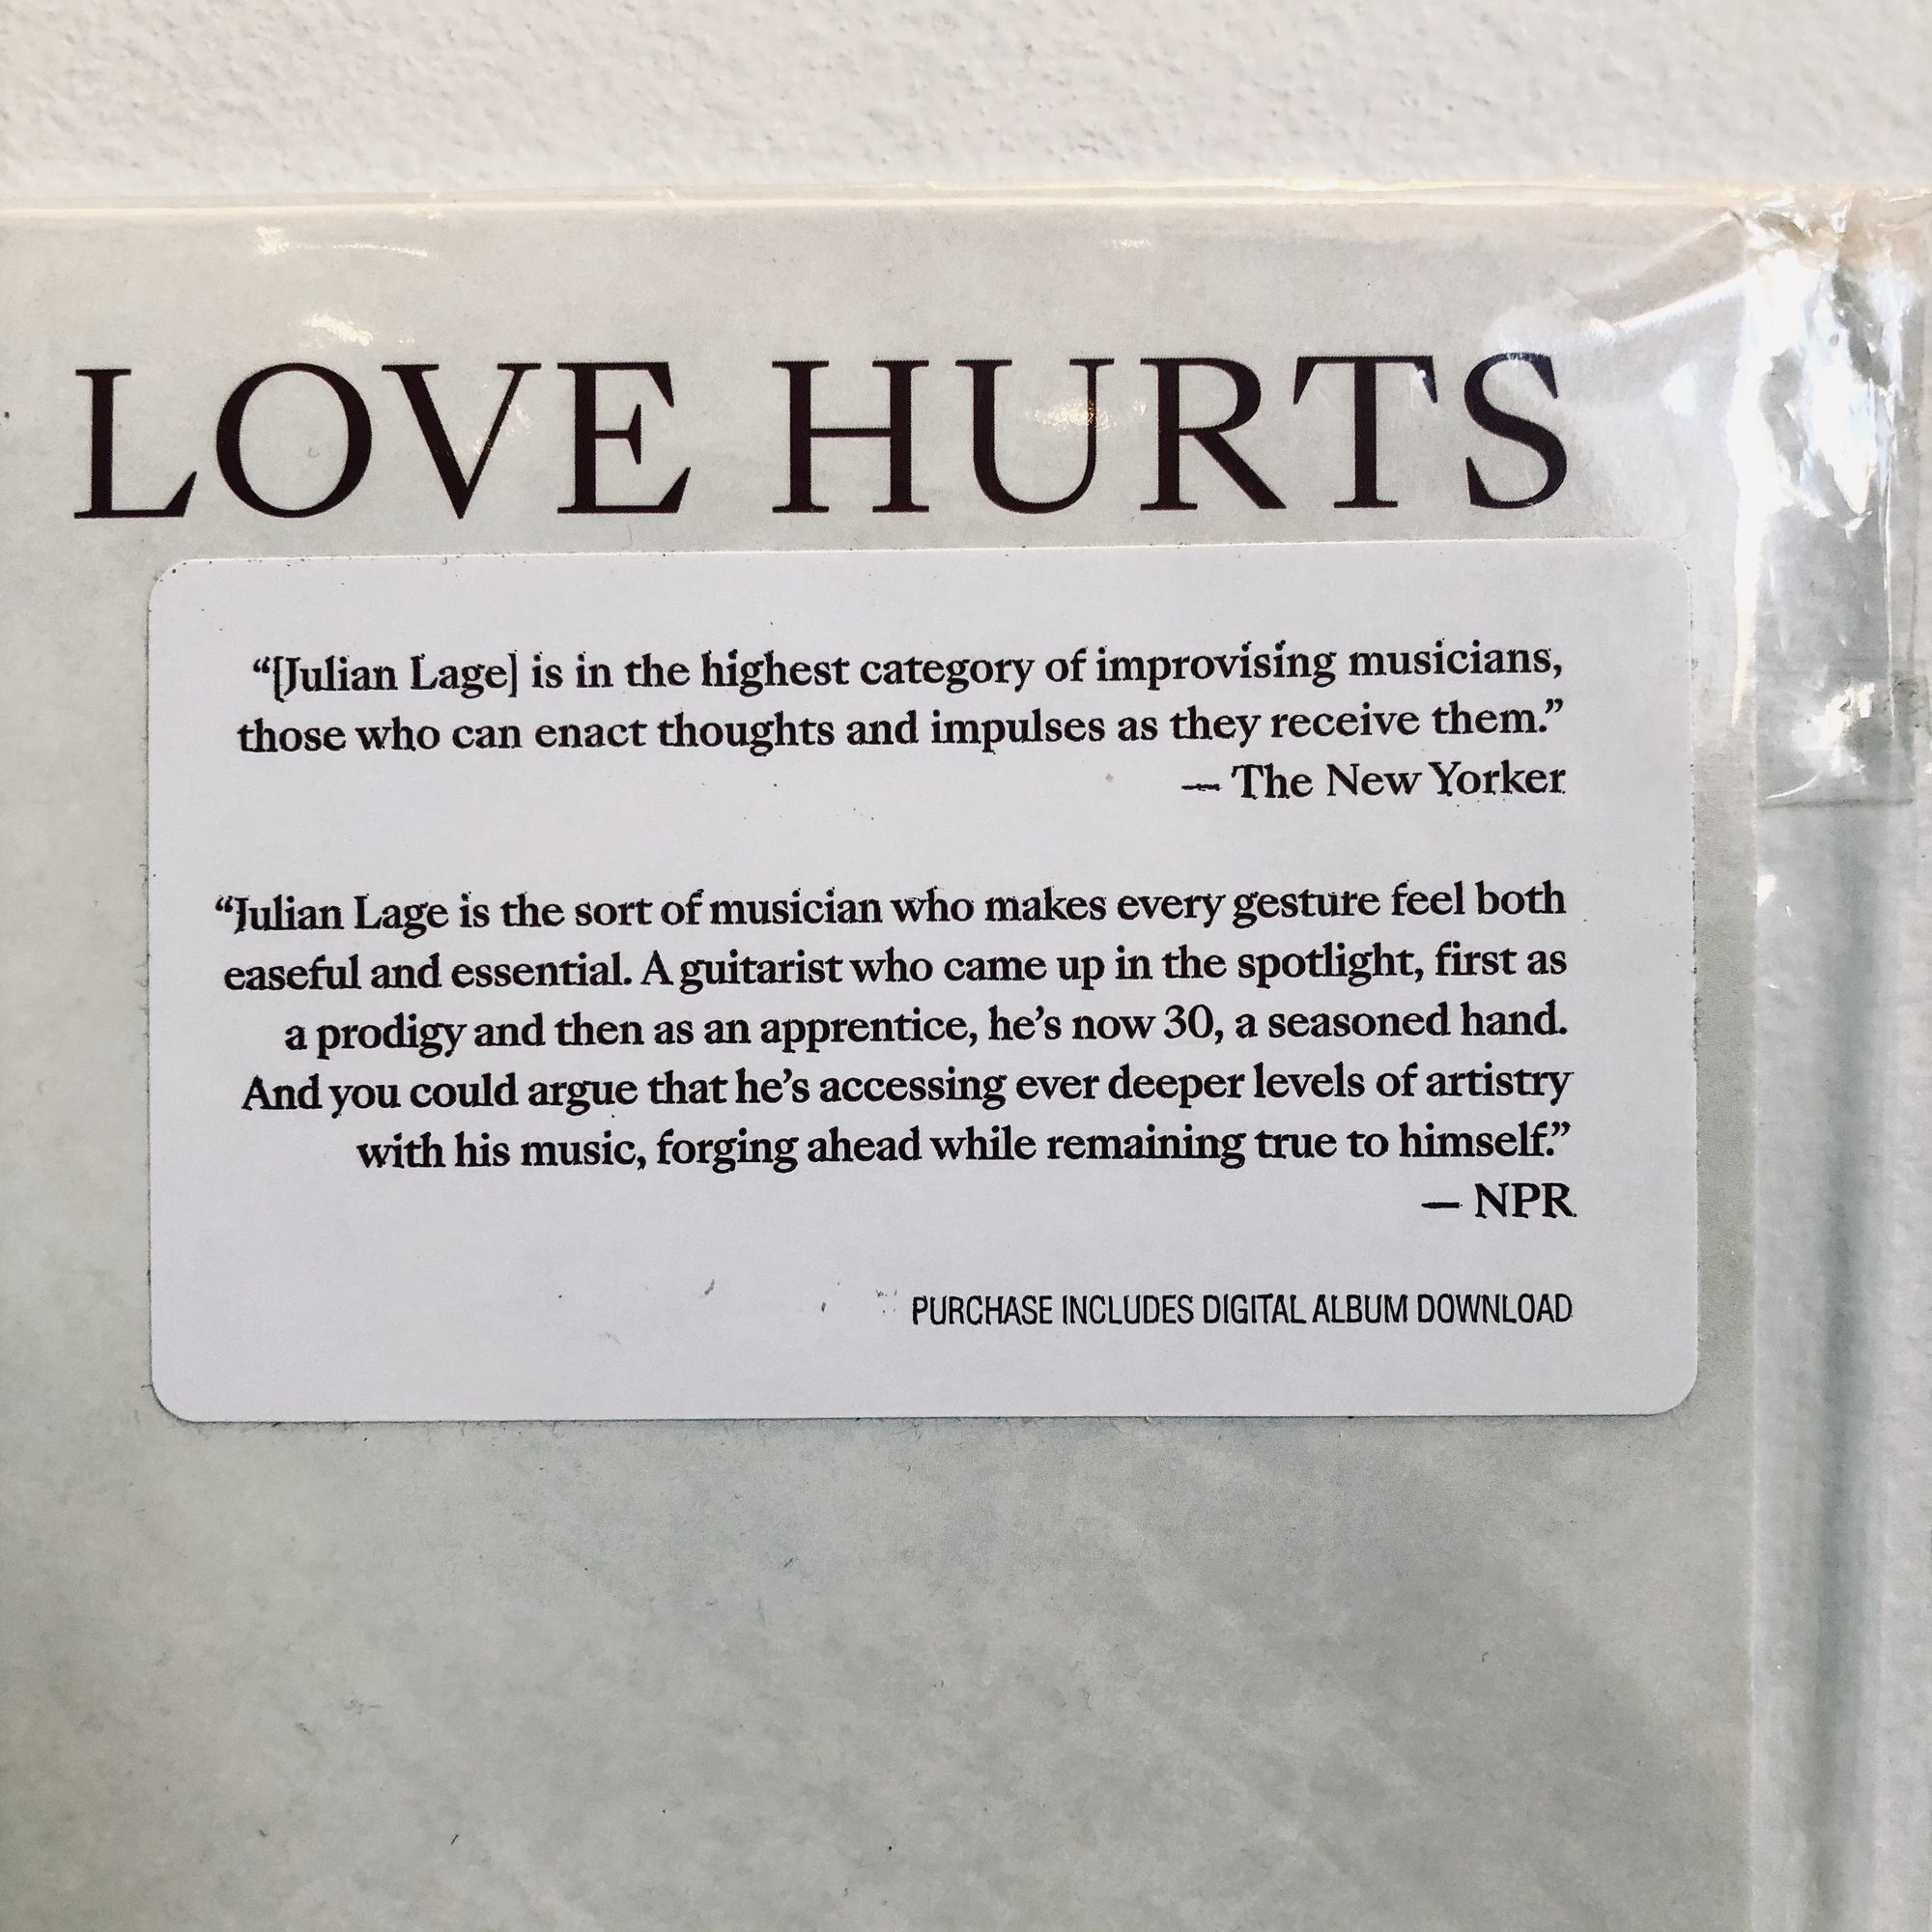 LOVE HURTS
“[Julian Lage] is in the highest category of improvising musicians,
those who can enact thoughts and impulses as they receive them.”
— The New Yorker
“Julian Lage is the sort of musician who makes every gesture feel both
easeful and essential. A guitarist who came up in the spotlight, first as
a prodigy and then as an apprentice, he’s now 30, a seasoned hand.
And you could argue that he’s accessing ever deeper levels of artistry
with his music, forging ahead while remaining true to himself.”
— NPR
PURCHASE INCLUDES DIGITAL ALBUM DOWNLOAD